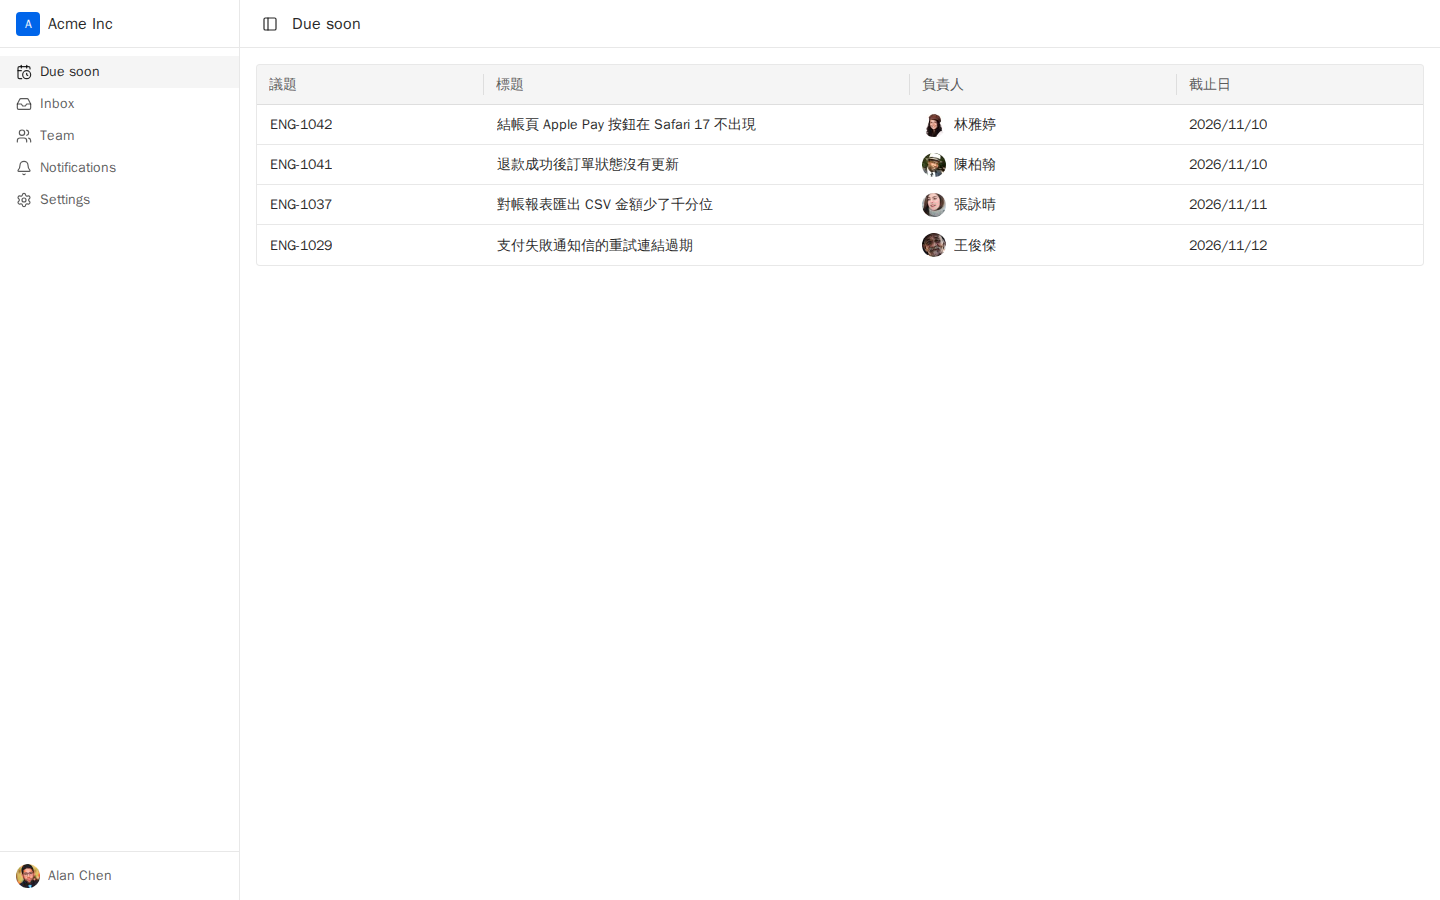 A Acme Inc
Due soon
Inbox
Team
Notifications
Settings
Alan Chen
Due soon
議題 標題 負責人 截止日
ENG-1042 結帳頁 Apple Pay 按鈕在 Safari 17 不出現 林雅婷 2026/11/10
ENG-1041 退款成功後訂單狀態沒有更新 陳柏翰 2026/11/10
ENG-1037 對帳報表匯出 CSV 金額少了千分位 張詠晴 2026/11/11
ENG-1029 支付失敗通知信的重試連結過期 王俊傑 2026/11/12